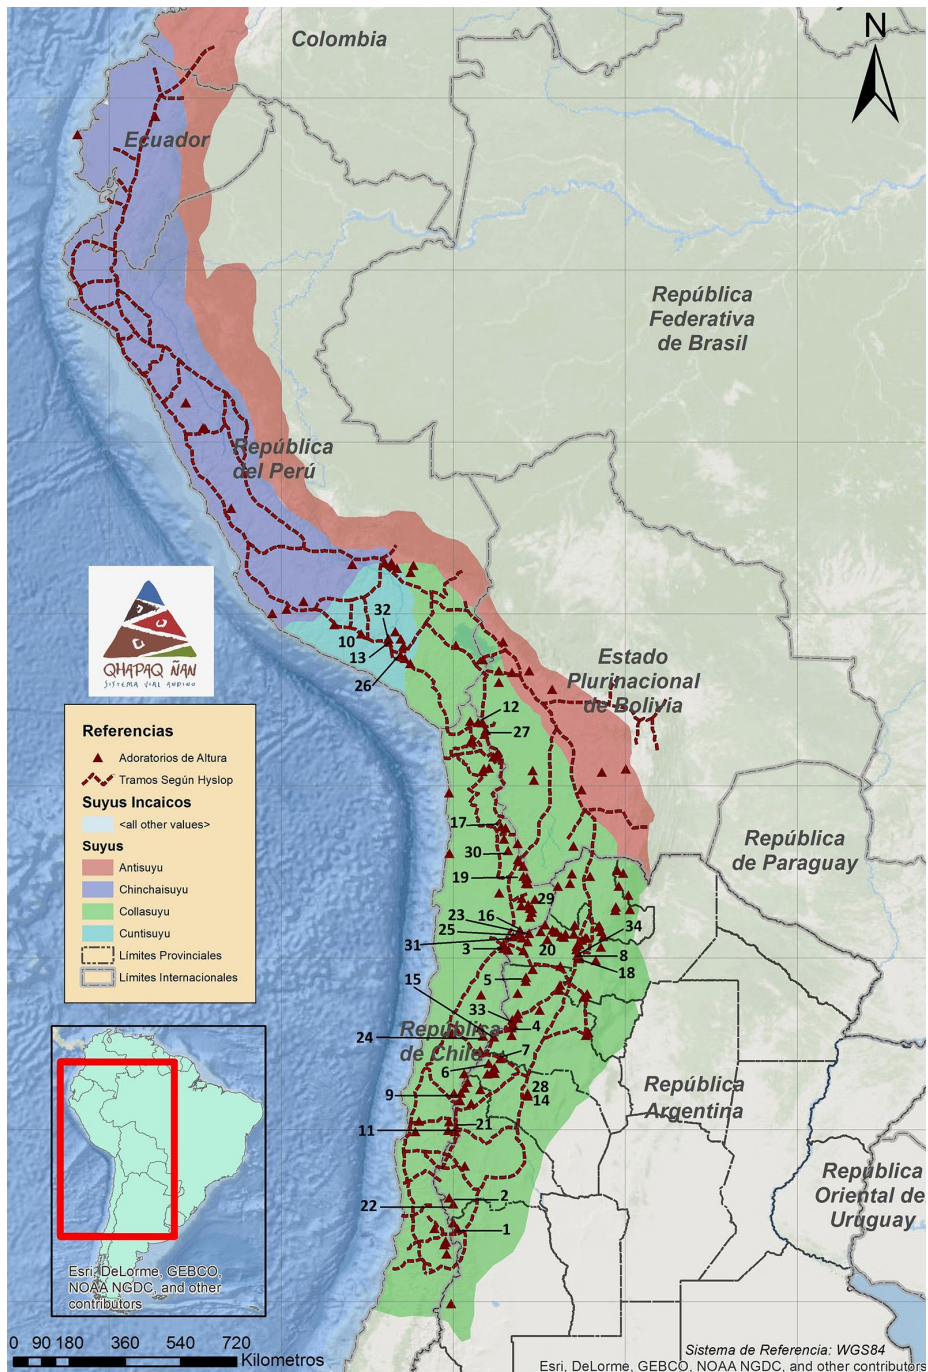 Colombia
N
Ecuador
República
Federativa
de Brasil
República
del Perú
32
10
13
26
QHAPAQ ÑAN
SISTEMA VIAL ANDINO
Estado
Plurinacional
de Bolivia
12
27
Referencias
Adoratorios de Altura
Tramos Según Hyslop
Suyus Incaicos
<all other values>
Suyus
Antisuyu
Chinchaisuyu
Collasuyu
Cuntisuyu
Límites Provinciales
Límites Internacionales
17
30
19
República
de Paraguay
29
16
23
25
31
3
20
34
8
18
5
15
33
4
24
República
de Chile
7
6
9
28
14
21
11
República
Argentina
2
22
1
República
Oriental del
Uruguay
Esri, DeLorme, GEBCO,
NOAA NGDC, and other
contributors
0 90 180 360 540 720
Kilometros
Sistema de Referencia: WGS84
Esri, DeLorme, GEBCO, NOAA NGDC, and other contributors